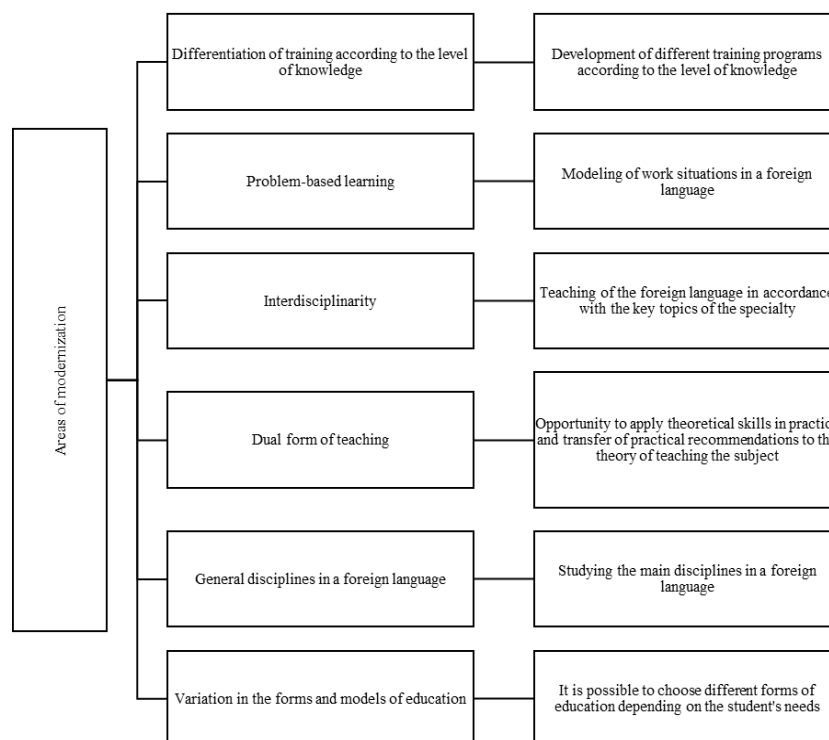 Differentiation of training according to the level
of knowledge
Development of different training programs
according to the level of knowledge
Problem-based learning
Modeling of work situations in a foreign
language
Areas of modernization
Interdisciplinarity
Teaching of the foreign language in accordance
with the key topics of the specialty
Dual form of teaching
Opportunity to apply theoretical skills in practic
and transfer of practical recommendations to th
theory of teaching the subject
General disciplines in a foreign language
Studying the main disciplines in a foreign
language
Variation in the forms and models of education
It is possible to choose different forms of
education depending on the student's needs